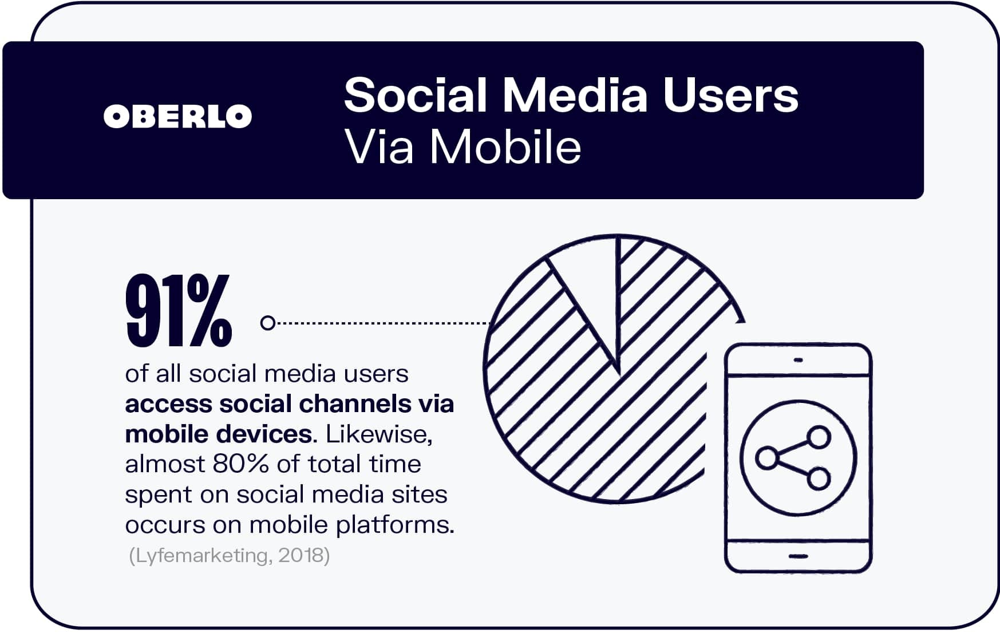 OBERLO
Social Media Users
Via Mobile
91%
of all social media users
access social channels via
mobile devices. Likewise,
almost 80% of total time
spent on social media sites
occurs on mobile platforms.
(Lyfemarketing, 2018)